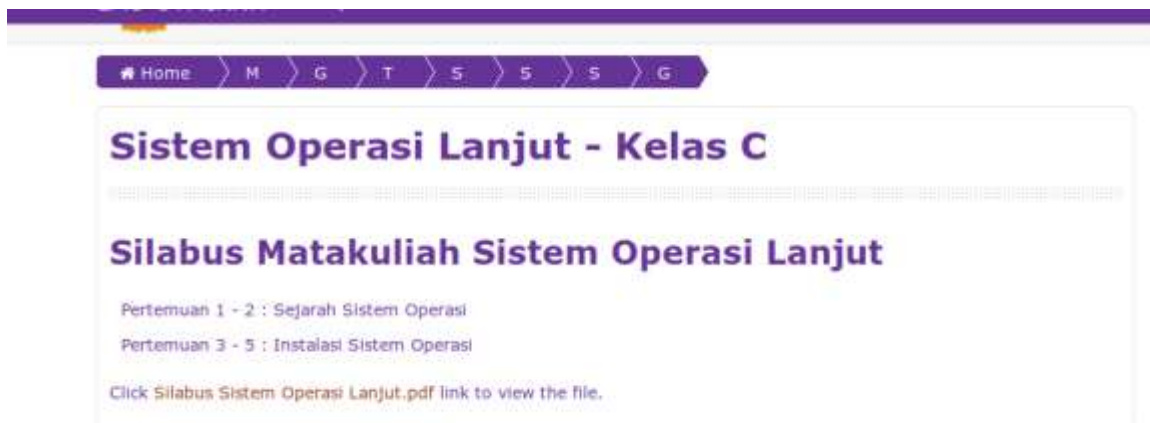 Home M G T S S S G
Sistem Operasi Lanjut - Kelas C
Silabus Matakuliah Sistem Operasi Lanjut
Pertemuan 1 - 2 : Sejarah Sistem Operasi
Pertemuan 3 - 5 : Instalasi Sistem Operasi
Click Silabus Sistem Operasi Lanjut.pdf link to view the file.